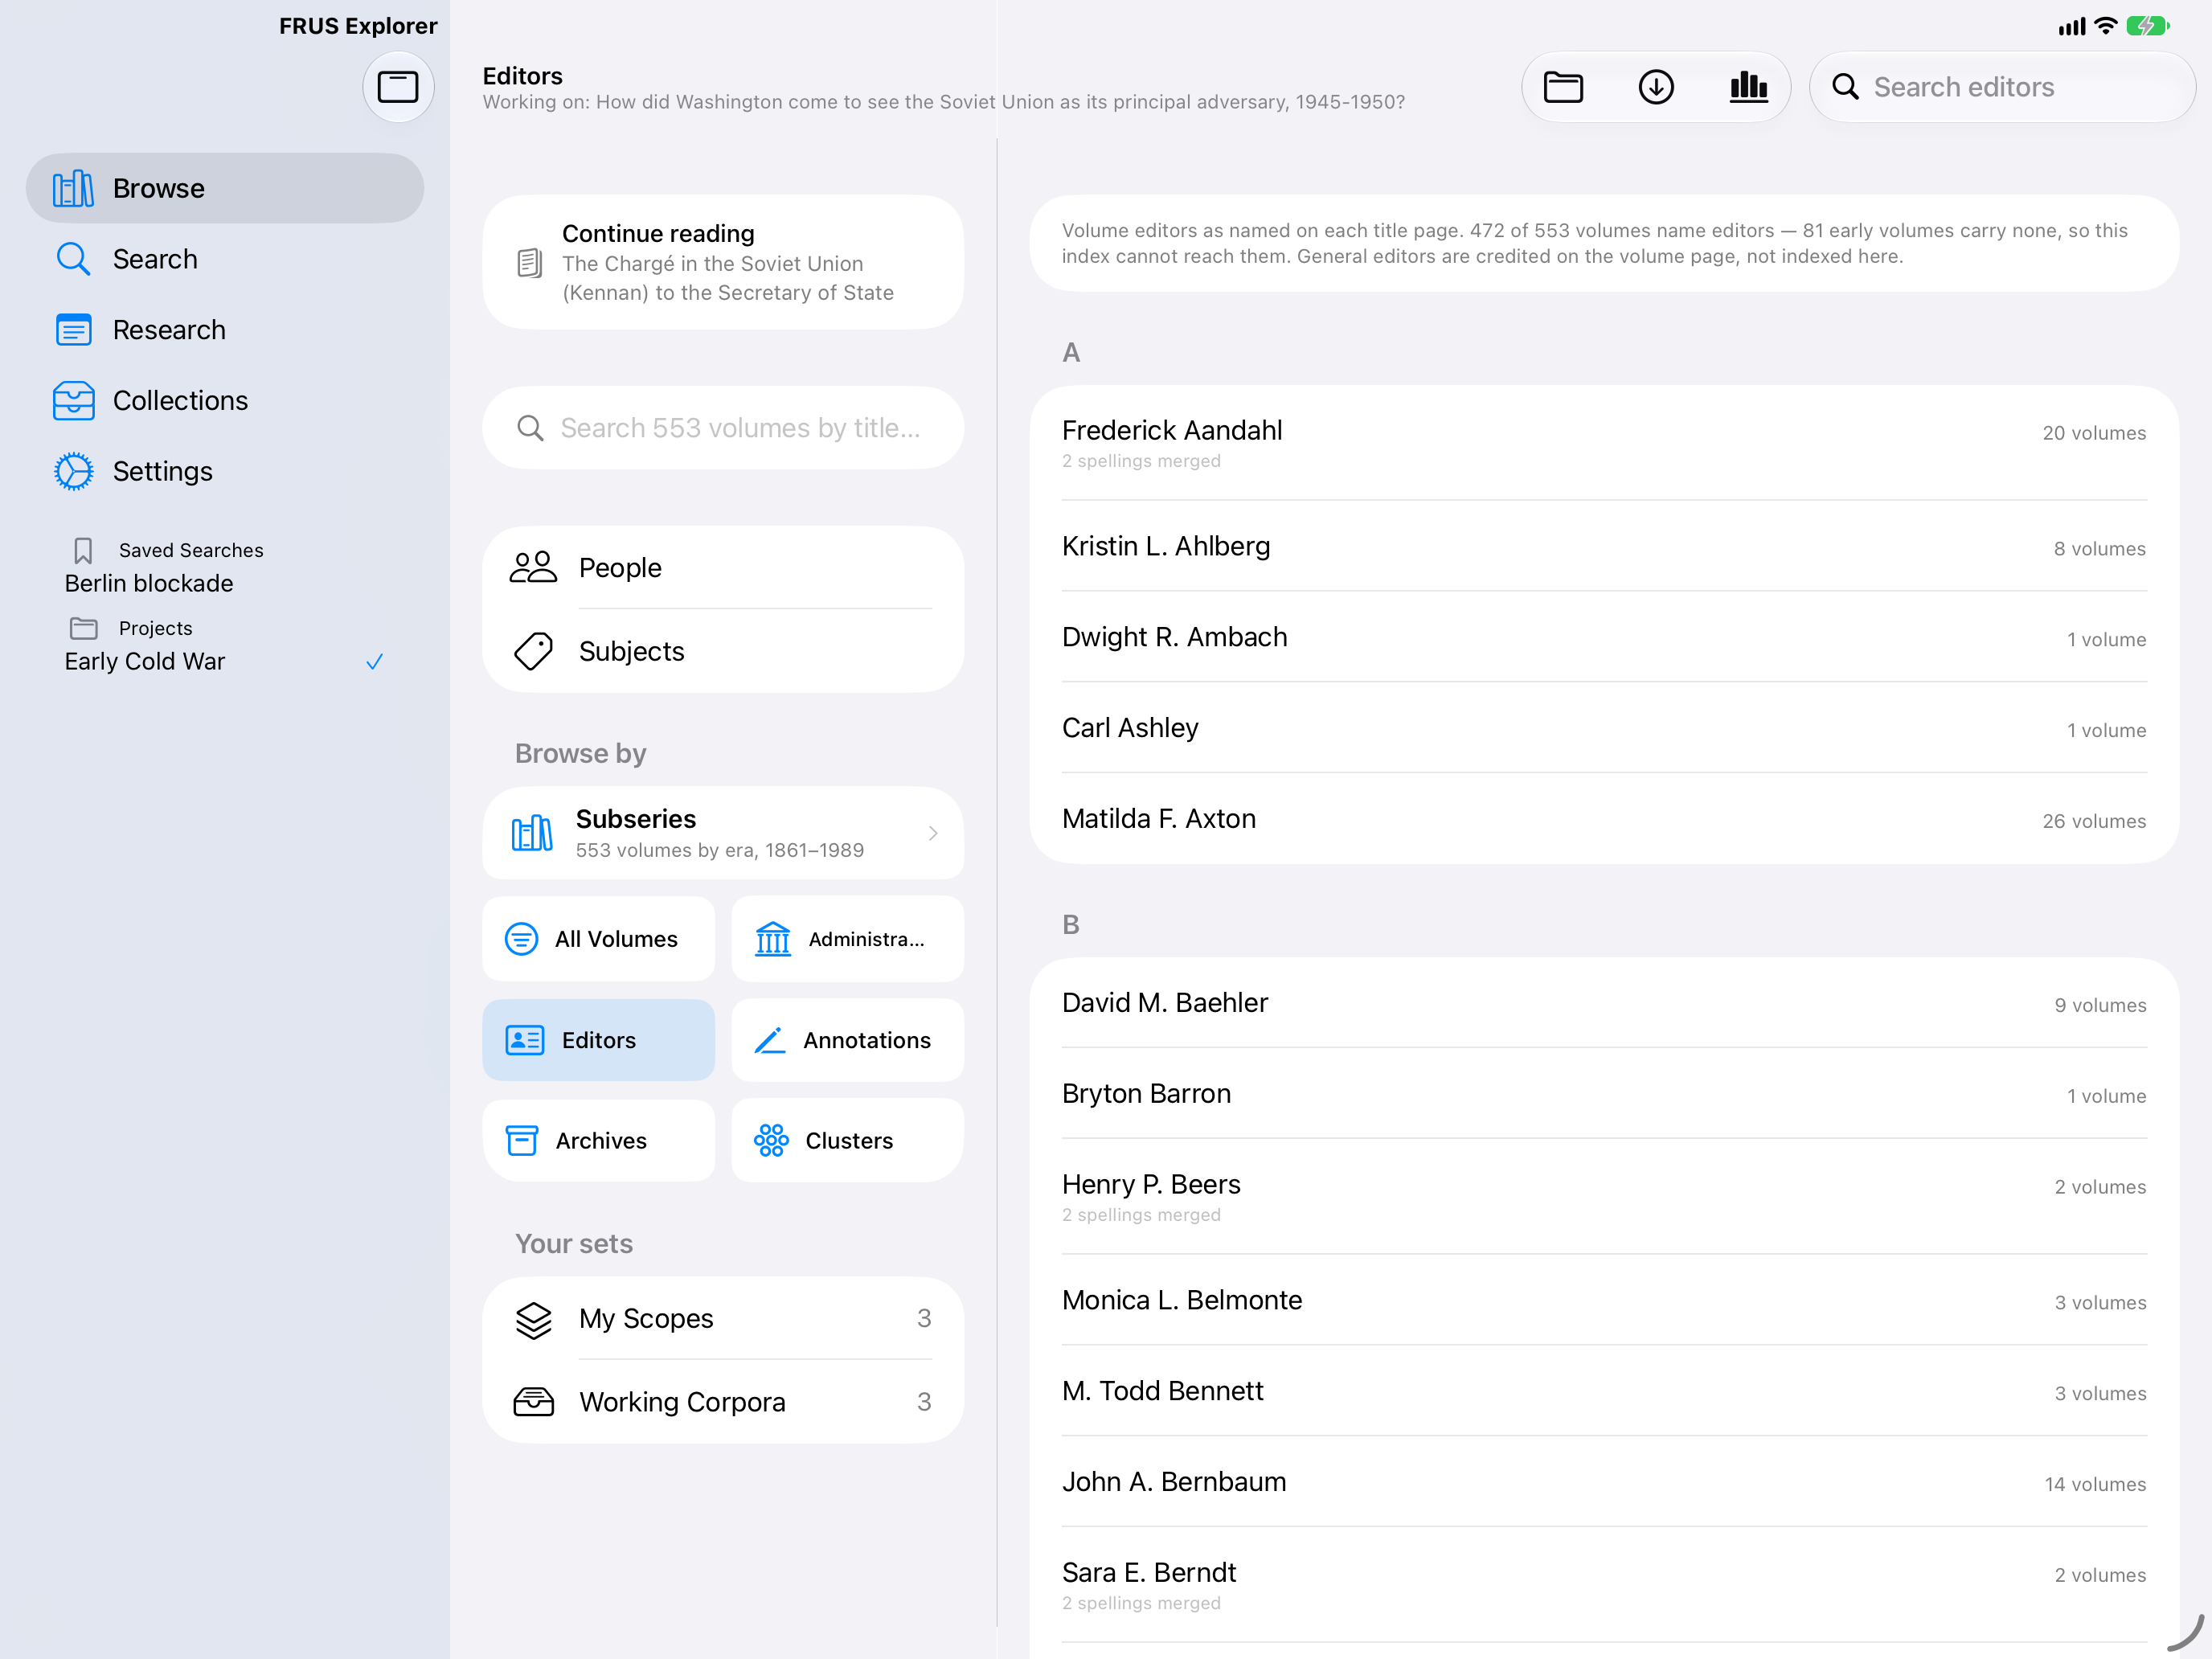 FRUS Explorer
Browse
Search
Research
Collections
Settings
Saved Searches
Berlin blockade
Projects
Early Cold War
Editors
Working on: How did Washington come to see the Soviet Union as its principal adversary, 1945-1950?
Search editors
Continue reading
The Chargé in the Soviet Union
(Kennan) to the Secretary of State
Search 553 volumes by title...
People
Subjects
Browse by
Subseries
553 volumes by era, 1861–1989
All Volumes
Administra...
Editors
Annotations
Archives
Clusters
Your sets
My Scopes 3
Working Corpora 3
Volume editors as named on each title page. 472 of 553 volumes name editors — 81 early volumes carry none, so this
index cannot reach them. General editors are credited on the volume page, not indexed here.
A
Frederick Aandahl 20 volumes
2 spellings merged
Kristin L. Ahlberg 8 volumes
Dwight R. Ambach 1 volume
Carl Ashley 1 volume
Matilda F. Axton 26 volumes
B
David M. Baehler 9 volumes
Bryton Barron 1 volume
Henry P. Beers 2 volumes
2 spellings merged
Monica L. Belmonte 3 volumes
M. Todd Bennett 3 volumes
John A. Bernbaum 14 volumes
Sara E. Berndt 2 volumes
2 spellings merged